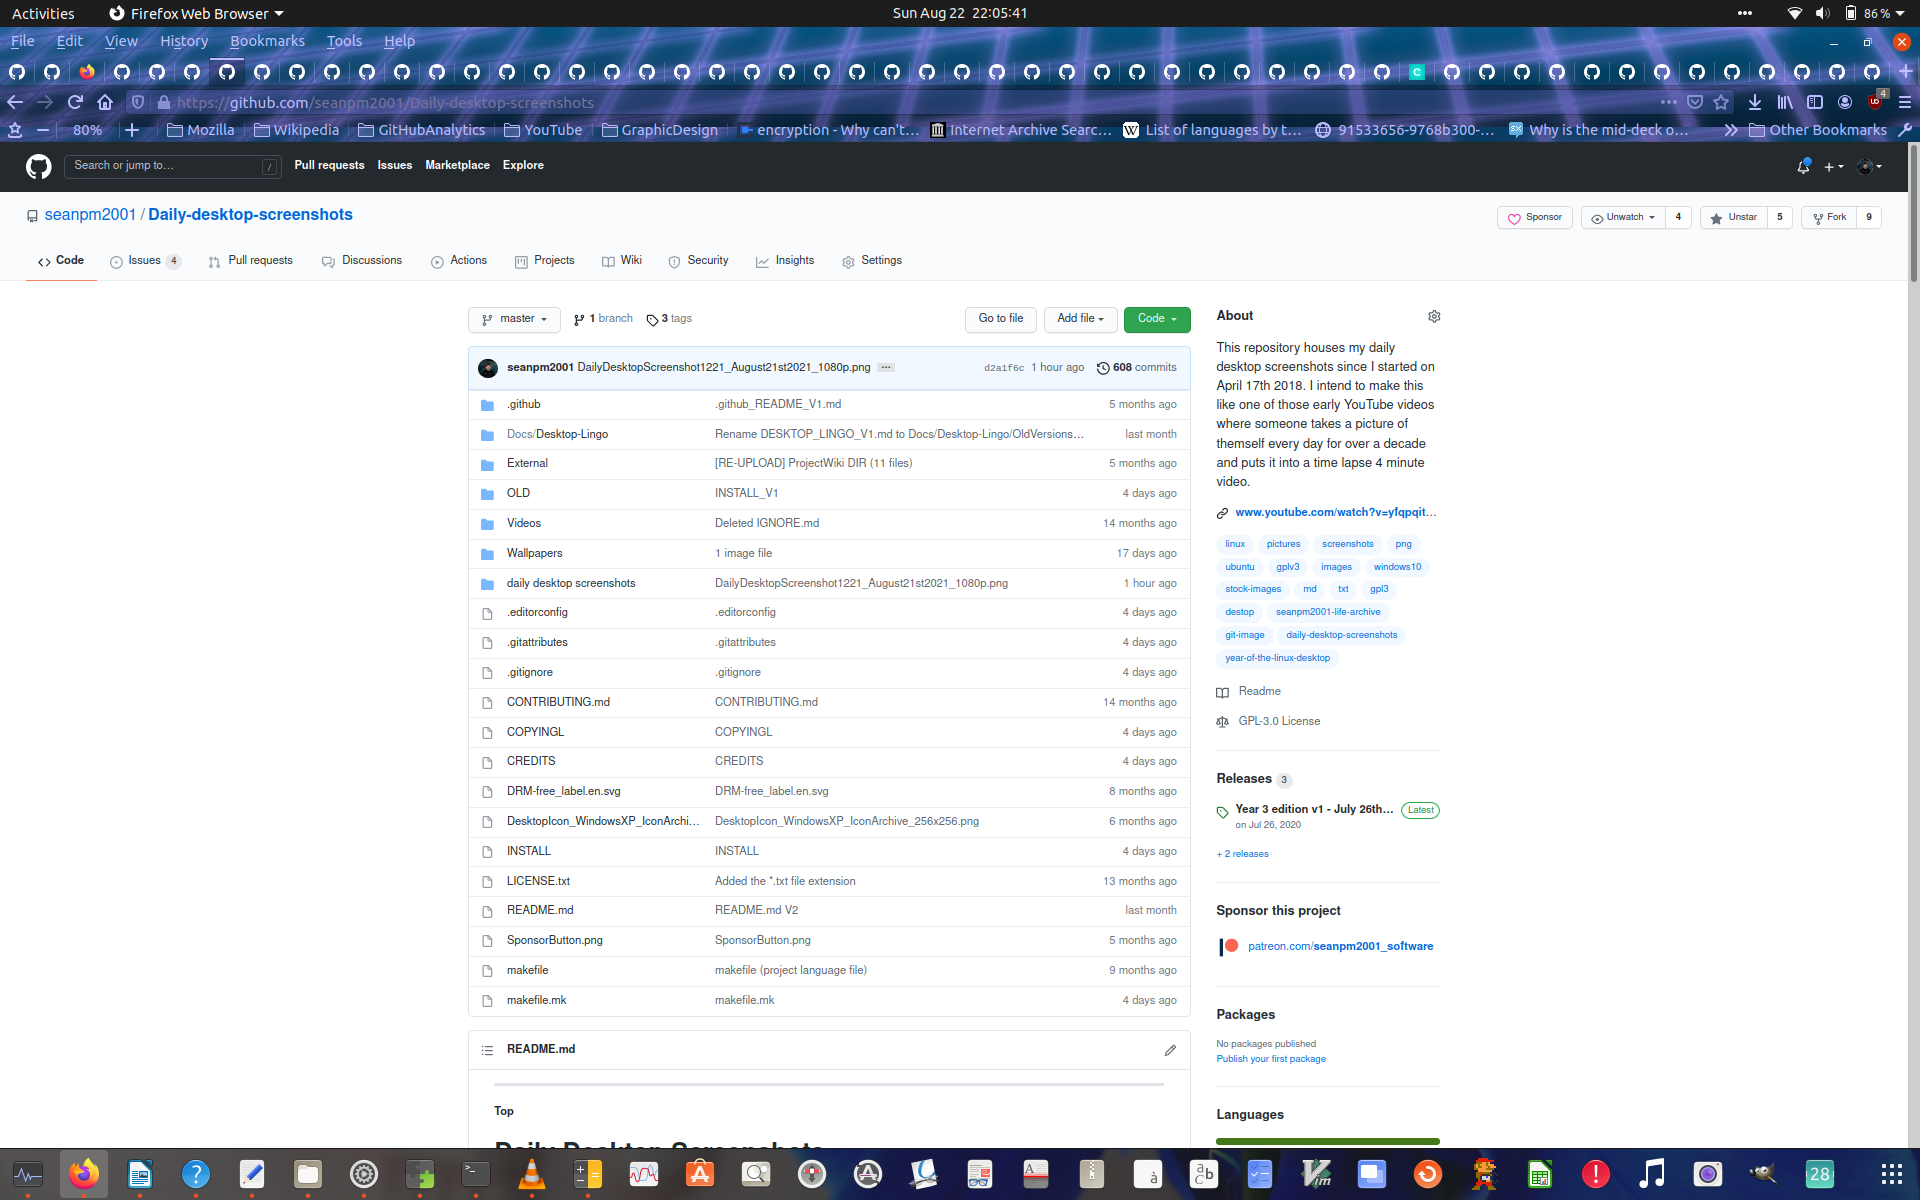 Activities Firefox Web Browser Sun Aug 22 22:05:41 86 %
File Edit View History Bookmarks Tools Help
https://github.com/seanpm2001/Daily-desktop-screenshots 4
80% Mozilla Wikipedia GitHubAnalytics YouTube GraphicDesign encryption - Why can't… Internet Archive Searc… List of languages by t… 91533656-9768b300-… Why is the mid-deck o… Other Bookmarks
Search or jump to… / Pull requests Issues Marketplace Explore
seanpm2001 / Daily-desktop-screenshots Sponsor Unwatch 4 Unstar 5 Fork 9
Code Issues 4 Pull requests Discussions Actions Projects Wiki Security Insights Settings
master 1 branch 3 tags Go to file Add file Code
seanpm2001 DailyDesktopScreenshot1221_August21st2021_1080p.png ··· d2a1f6c 1 hour ago 608 commits
.github .github_README_V1.md 5 months ago
Docs/Desktop-Lingo Rename DESKTOP_LINGO_V1.md to Docs/Desktop-Lingo/OldVersions… last month
External [RE-UPLOAD] ProjectWiki DIR (11 files) 5 months ago
OLD INSTALL_V1 4 days ago
Videos Deleted IGNORE.md 14 months ago
Wallpapers 1 image file 17 days ago
daily desktop screenshots DailyDesktopScreenshot1221_August21st2021_1080p.png 1 hour ago
.editorconfig .editorconfig 4 days ago
.gitattributes .gitattributes 4 days ago
.gitignore .gitignore 4 days ago
CONTRIBUTING.md CONTRIBUTING.md 14 months ago
COPYINGL COPYINGL 4 days ago
CREDITS CREDITS 4 days ago
DRM-free_label.en.svg DRM-free_label.en.svg 8 months ago
DesktopIcon_WindowsXP_IconArchi… DesktopIcon_WindowsXP_IconArchive_256x256.png 6 months ago
INSTALL INSTALL 4 days ago
LICENSE.txt Added the *.txt file extension 13 months ago
README.md README.md V2 last month
SponsorButton.png SponsorButton.png 5 months ago
makefile makefile (project language file) 9 months ago
makefile.mk makefile.mk 4 days ago
README.md
Top
Daily Desktop Screenshots
About
This repository houses my daily
desktop screenshots since I started on
April 17th 2018. I intend to make this
like one of those early YouTube videos
where someone takes a picture of
themself every day for over a decade
and puts it into a time lapse 4 minute
video.
www.youtube.com/watch?v=yfqpqit…
linux pictures screenshots png
ubuntu gplv3 images windows10
stock-images md txt gpl3
destop seanpm2001-life-archive
git-image daily-desktop-screenshots
year-of-the-linux-desktop
Readme
GPL-3.0 License
Releases 3
Year 3 edition v1 - July 26th… Latest
on Jul 26, 2020
+ 2 releases
Sponsor this project
patreon.com/seanpm2001_software
Packages
No packages published
Publish your first package
Languages
28